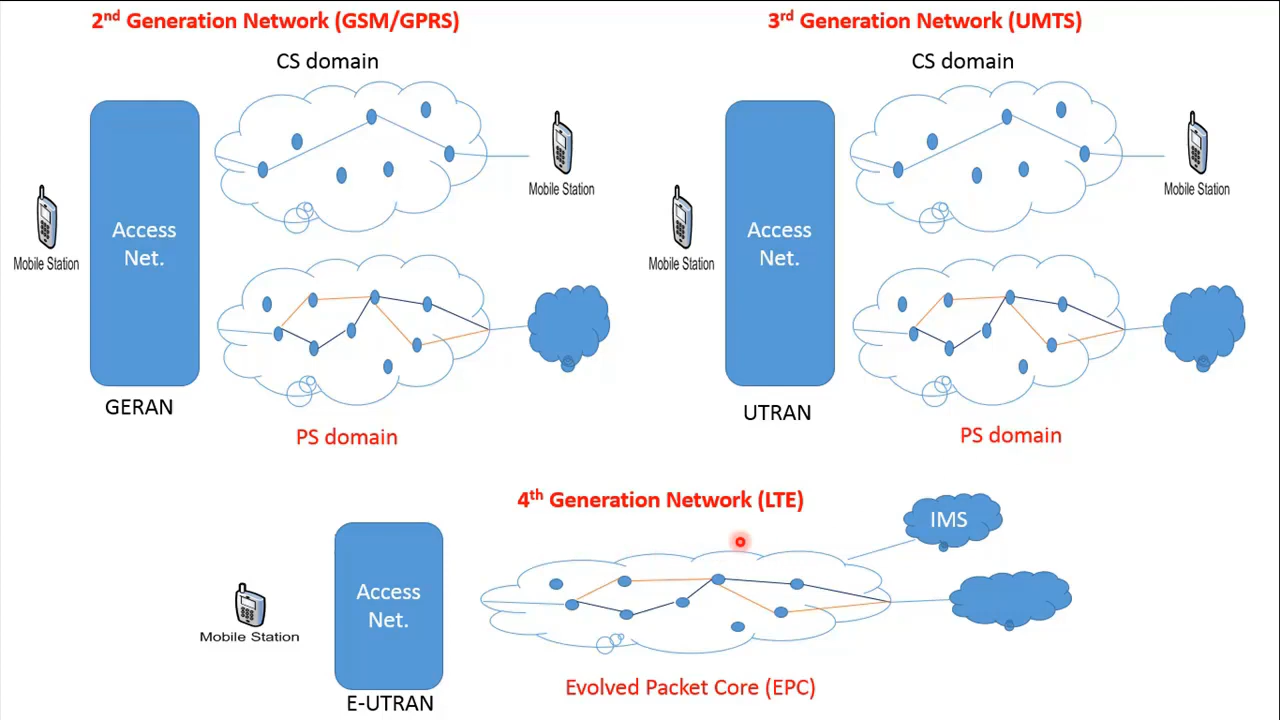 2nd Generation Network (GSM/GPRS)
CS domain
Mobile Station
Access
Net.
Mobile Station
GERAN
PS domain
3rd Generation Network (UMTS)
CS domain
Mobile Station
Access
Net.
Mobile Station
UTRAN
PS domain
4th Generation Network (LTE)
IMS
Access
Net.
Mobile Station
Evolved Packet Core (EPC)
E-UTRAN